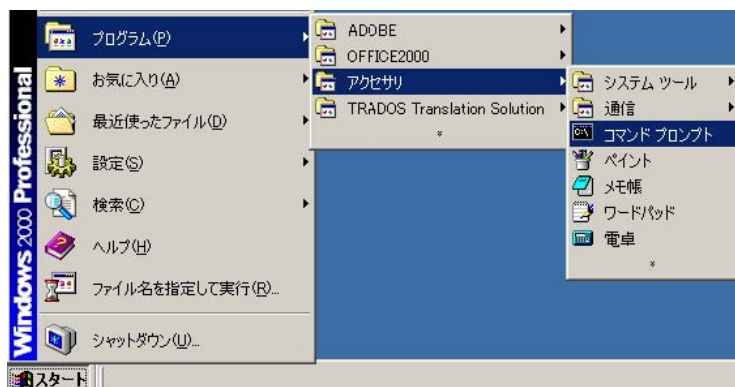 Windows 2000 Professional
プログラム(P)
お気に入り(A)
最近使ったファイル(D)
設定(S)
検索(C)
ヘルプ(H)
ファイル名を指定して実行(R)...
シャットダウン(U)...
スタート
ADOBE
OFFICE2000
アクセサリ
TRADOS Translation Solution
システム ツール
通信
コマンド プロンプト
ペイント
メモ帳
ワードパッド
電卓